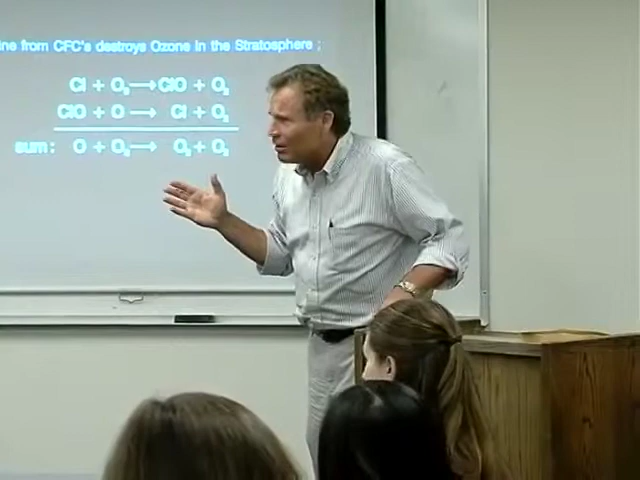 ine from CFC's destroys Ozone in the Stratosphere :
Cl + O₃ → ClO + O₂
ClO + O → Cl + O₂
sum: O + O₃ → O₂ + O₂